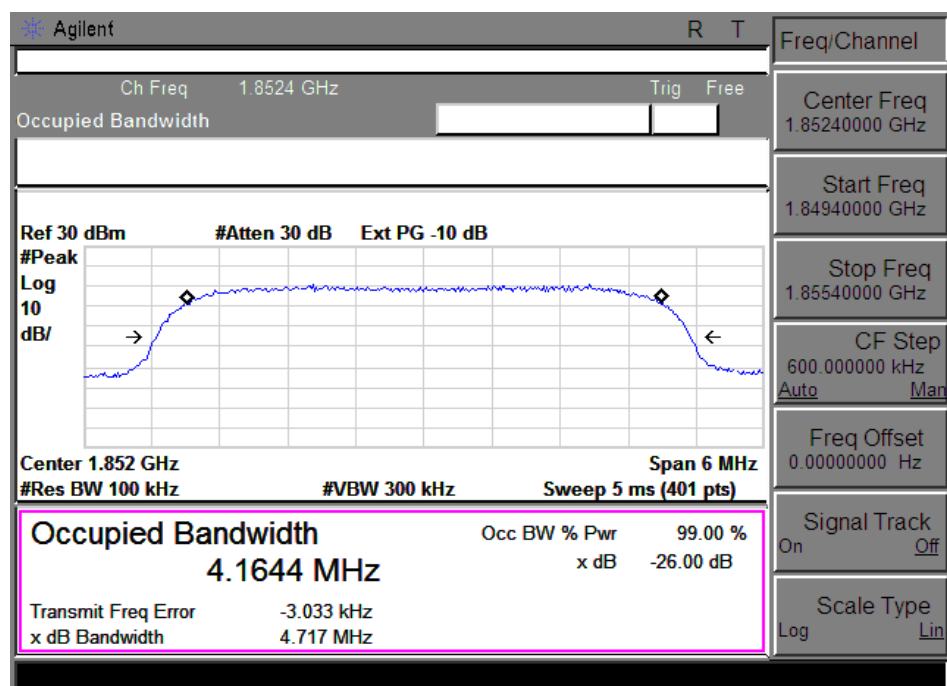 Agilent R T
Ch Freq 1.8524 GHz Trig Free
Occupied Bandwidth
Ref 30 dBm #Atten 30 dB Ext PG -10 dB
#Peak
Log
10
dB/
Center 1.852 GHz Span 6 MHz
#Res BW 100 kHz #VBW 300 kHz Sweep 5 ms (401 pts)
Occupied Bandwidth
4.1644 MHz
Occ BW % Pwr 99.00 %
x dB -26.00 dB
Transmit Freq Error -3.033 kHz
x dB Bandwidth 4.717 MHz
Freq/Channel
Center Freq
1.85240000 GHz
Start Freq
1.84940000 GHz
Stop Freq
1.85540000 GHz
CF Step
600.000000 kHz
Auto Man
Freq Offset
0.00000000 Hz
Signal Track
On Off
Scale Type
Log Lin